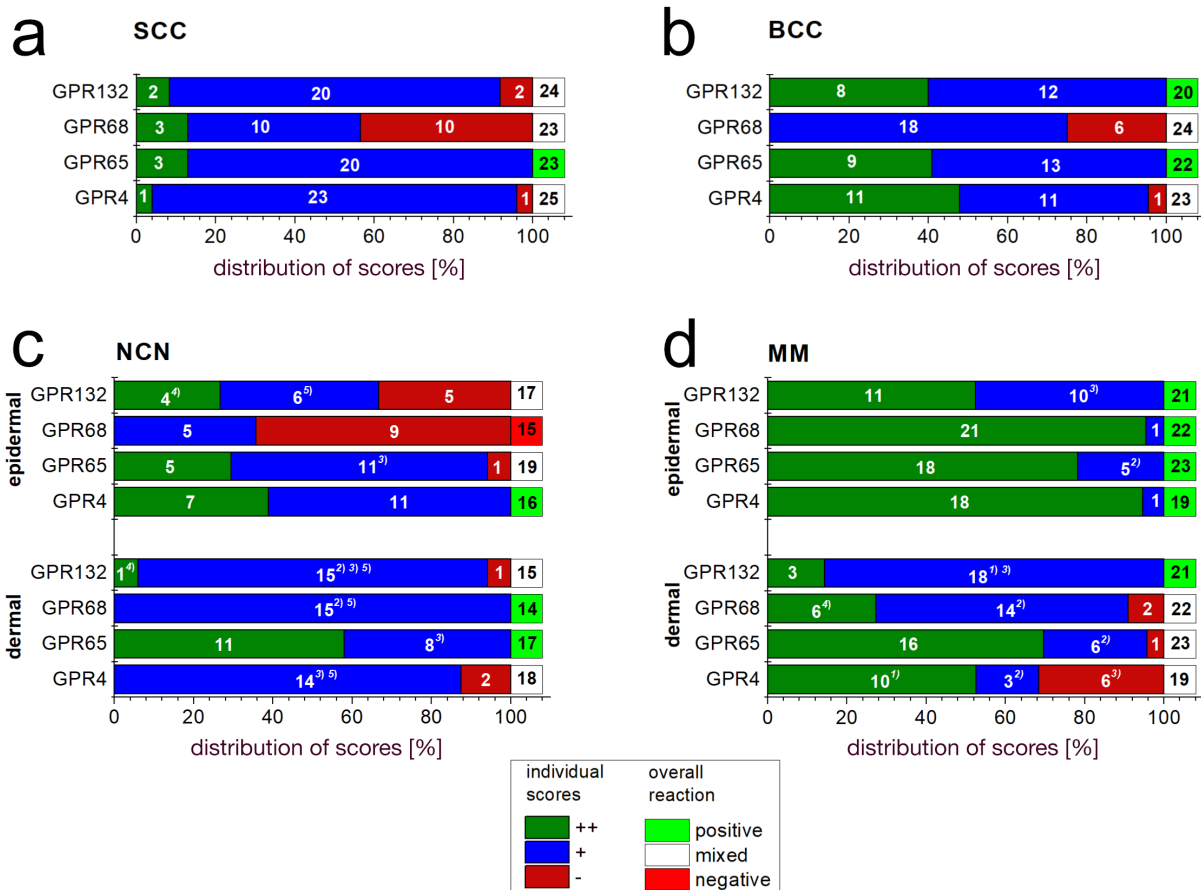 a
SCC
GPR132 2 20 2 24
GPR68 3 10 10 23
GPR65 3 20 23
GPR4 1 23 1 25
0 20 40 60 80 100
distribution of scores [%]
b
BCC
GPR132 8 12 20
GPR68 18 6 24
GPR65 9 13 22
GPR4 11 11 1 23
0 20 40 60 80 100
distribution of scores [%]
c
NCN
epidermal
GPR132 4 4) 6 5) 5 17
GPR68 5 9 15
GPR65 5 11 3) 1 19
GPR4 7 11 16
dermal
GPR132 1 4) 15 2) 3) 5) 1 15
GPR68 15 2) 5) 14
GPR65 11 8 3) 17
GPR4 14 3) 5) 2 18
0 20 40 60 80 100
distribution of scores [%]
d
MM
epidermal
GPR132 11 10 3) 21
GPR68 21 1 22
GPR65 18 5 2) 23
GPR4 18 1 19
dermal
GPR132 3 18 1) 3) 21
GPR68 6 4) 14 2) 2 22
GPR65 16 6 2) 1 23
GPR4 10 1) 3 2) 6 3) 19
0 20 40 60 80 100
distribution of scores [%]
individual scores
++
+
-
overall reaction
positive
mixed
negative